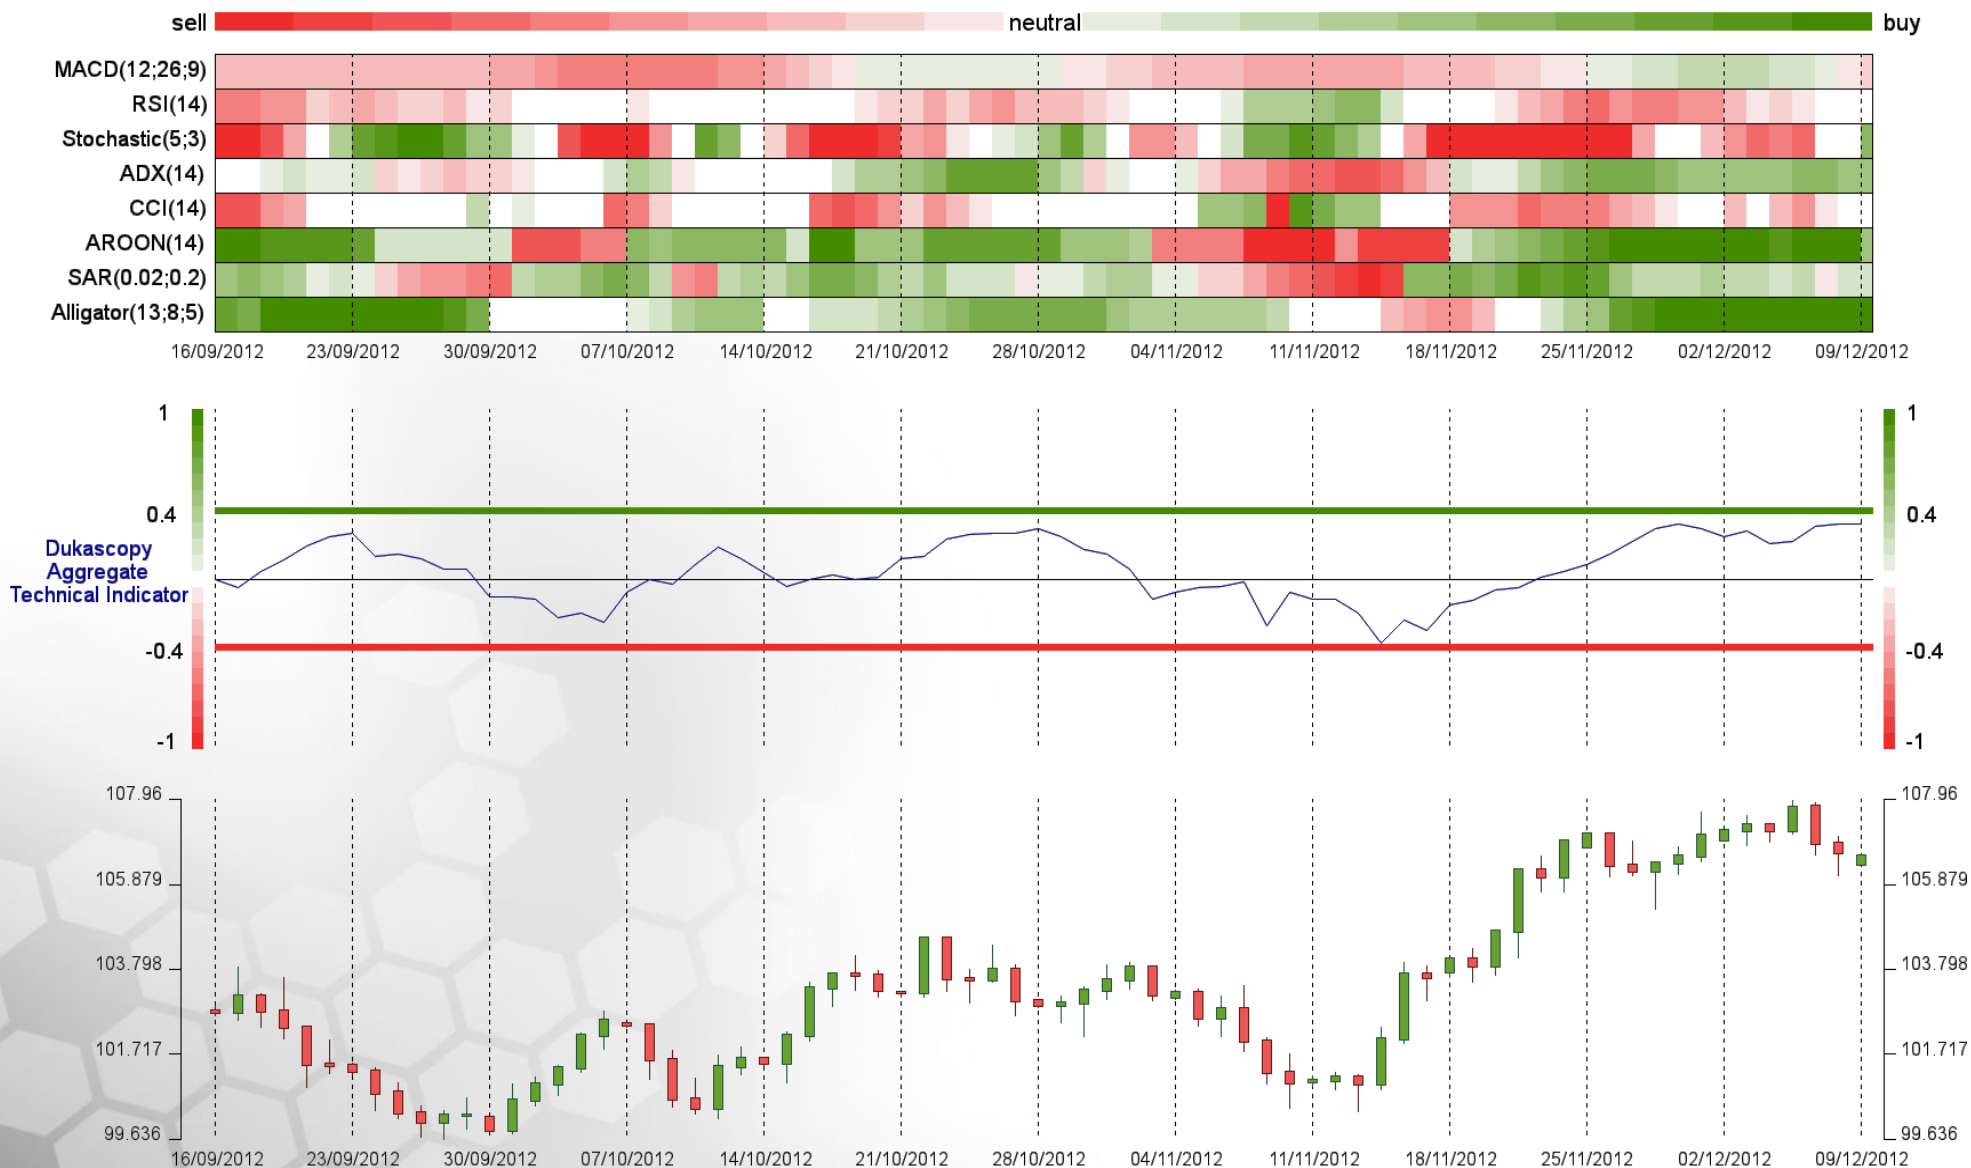 sell neutral buy
MACD(12;26;9)
RSI(14)
Stochastic(5;3)
ADX(14)
CCI(14)
AROON(14)
SAR(0.02;0.2)
Alligator(13;8;5)
16/09/2012 23/09/2012 30/09/2012 07/10/2012 14/10/2012 21/10/2012 28/10/2012 04/11/2012 11/11/2012 18/11/2012 25/11/2012 02/12/2012 09/12/2012
1 1
0.4 0.4
Dukascopy
Aggregate
Technical Indicator
-0.4 -0.4
-1 -1
107.96 107.96
105.879 105.879
103.798 103.798
101.717 101.717
99.636 99.636
16/09/2012 23/09/2012 30/09/2012 07/10/2012 14/10/2012 21/10/2012 28/10/2012 04/11/2012 11/11/2012 18/11/2012 25/11/2012 02/12/2012 09/12/2012